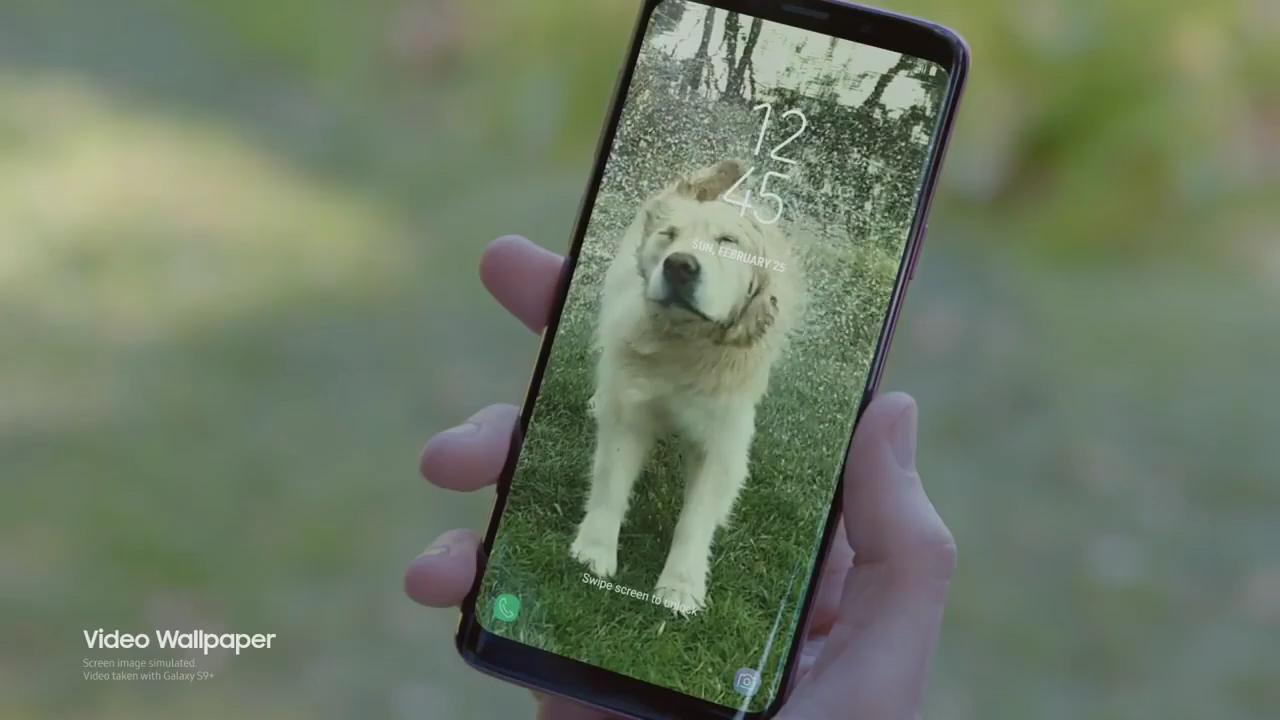 12
45
SUN, FEBRUARY 25
Swipe screen to unlock
Video Wallpaper
Screen image simulated.
Video taken with Galaxy S9+